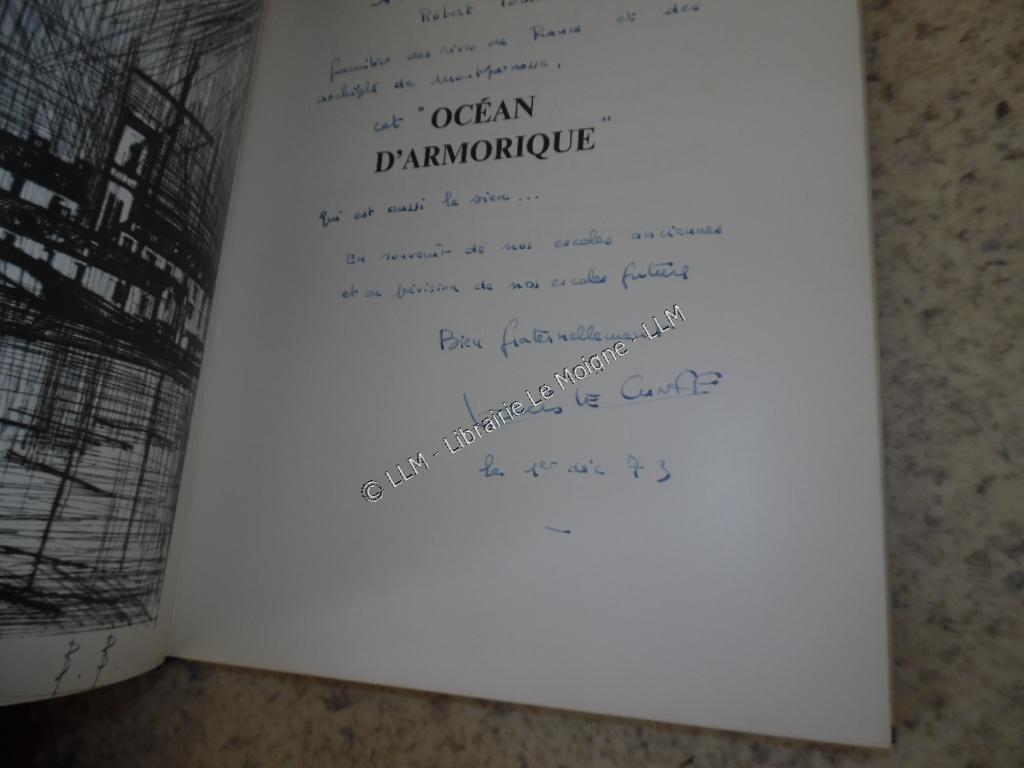 Robert
familier des rives de Rance et des
archipels de Montparnasse,
cet "OCÉAN
D'ARMORIQUE"
qui est aussi le sien...
En souvenir de nos escales anciennes
et en prévision de nos escales futures
Bien fraternellement
LE
le 1er déc 73
© LLM - Librairie Le Moigne - LLM